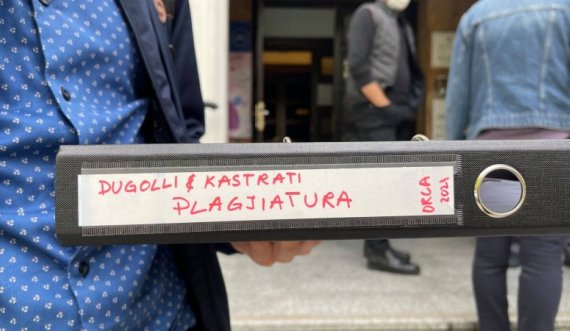 DUGOLLI & KASTRATI
PLAGJIATURA
ORCA
2021